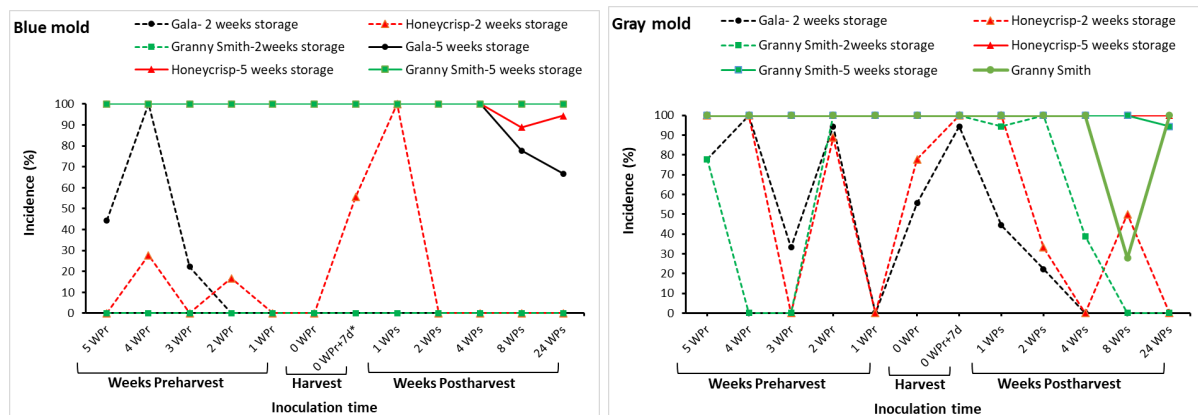 Blue mold
Gala- 2 weeks storage
Honeycrisp-2 weeks storage
Granny Smith-2weeks storage
Gala-5 weeks storage
Honeycrisp-5 weeks storage
Granny Smith-5 weeks storage
Incidence (%)
100
90
80
70
60
50
40
30
20
10
0
5 WPr
4 WPr
3 WPr
2 WPr
1 WPr
0 WPr
0 WPr+7d*
1 WPs
2 WPs
4 WPs
8 WPs
24 WPs
Weeks Preharvest
Harvest
Weeks Postharvest
Inoculation time
Gray mold
Gala- 2 weeks storage
Honeycrisp-2 weeks storage
Granny Smith-2weeks storage
Honeycrisp-5 weeks storage
Granny Smith-5 weeks storage
Granny Smith
Incidence (%)
100
90
80
70
60
50
40
30
20
10
0
5 WPr
4 WPr
3 WPr
2 WPr
1 WPr
0 WPr
0 WPr+7d
1 WPs
2 WPs
4 WPs
8 WPs
24 WPs
Weeks Preharvest
Harvest
Weeks Postharvest
Inoculation time